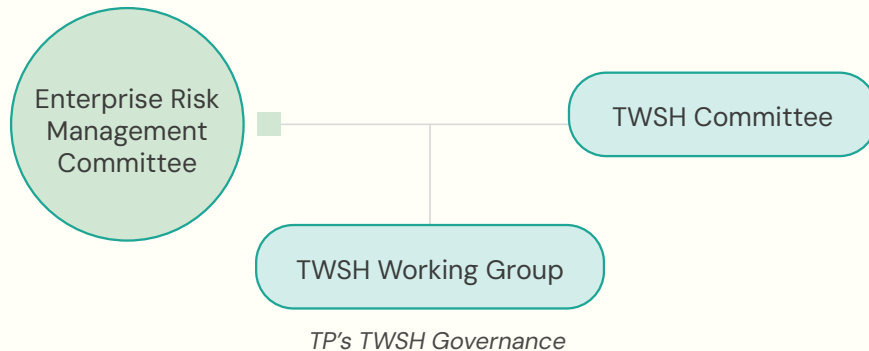 Enterprise Risk
Management
Committee
TWSH Committee
TWSH Working Group
TP’s TWSH Governance